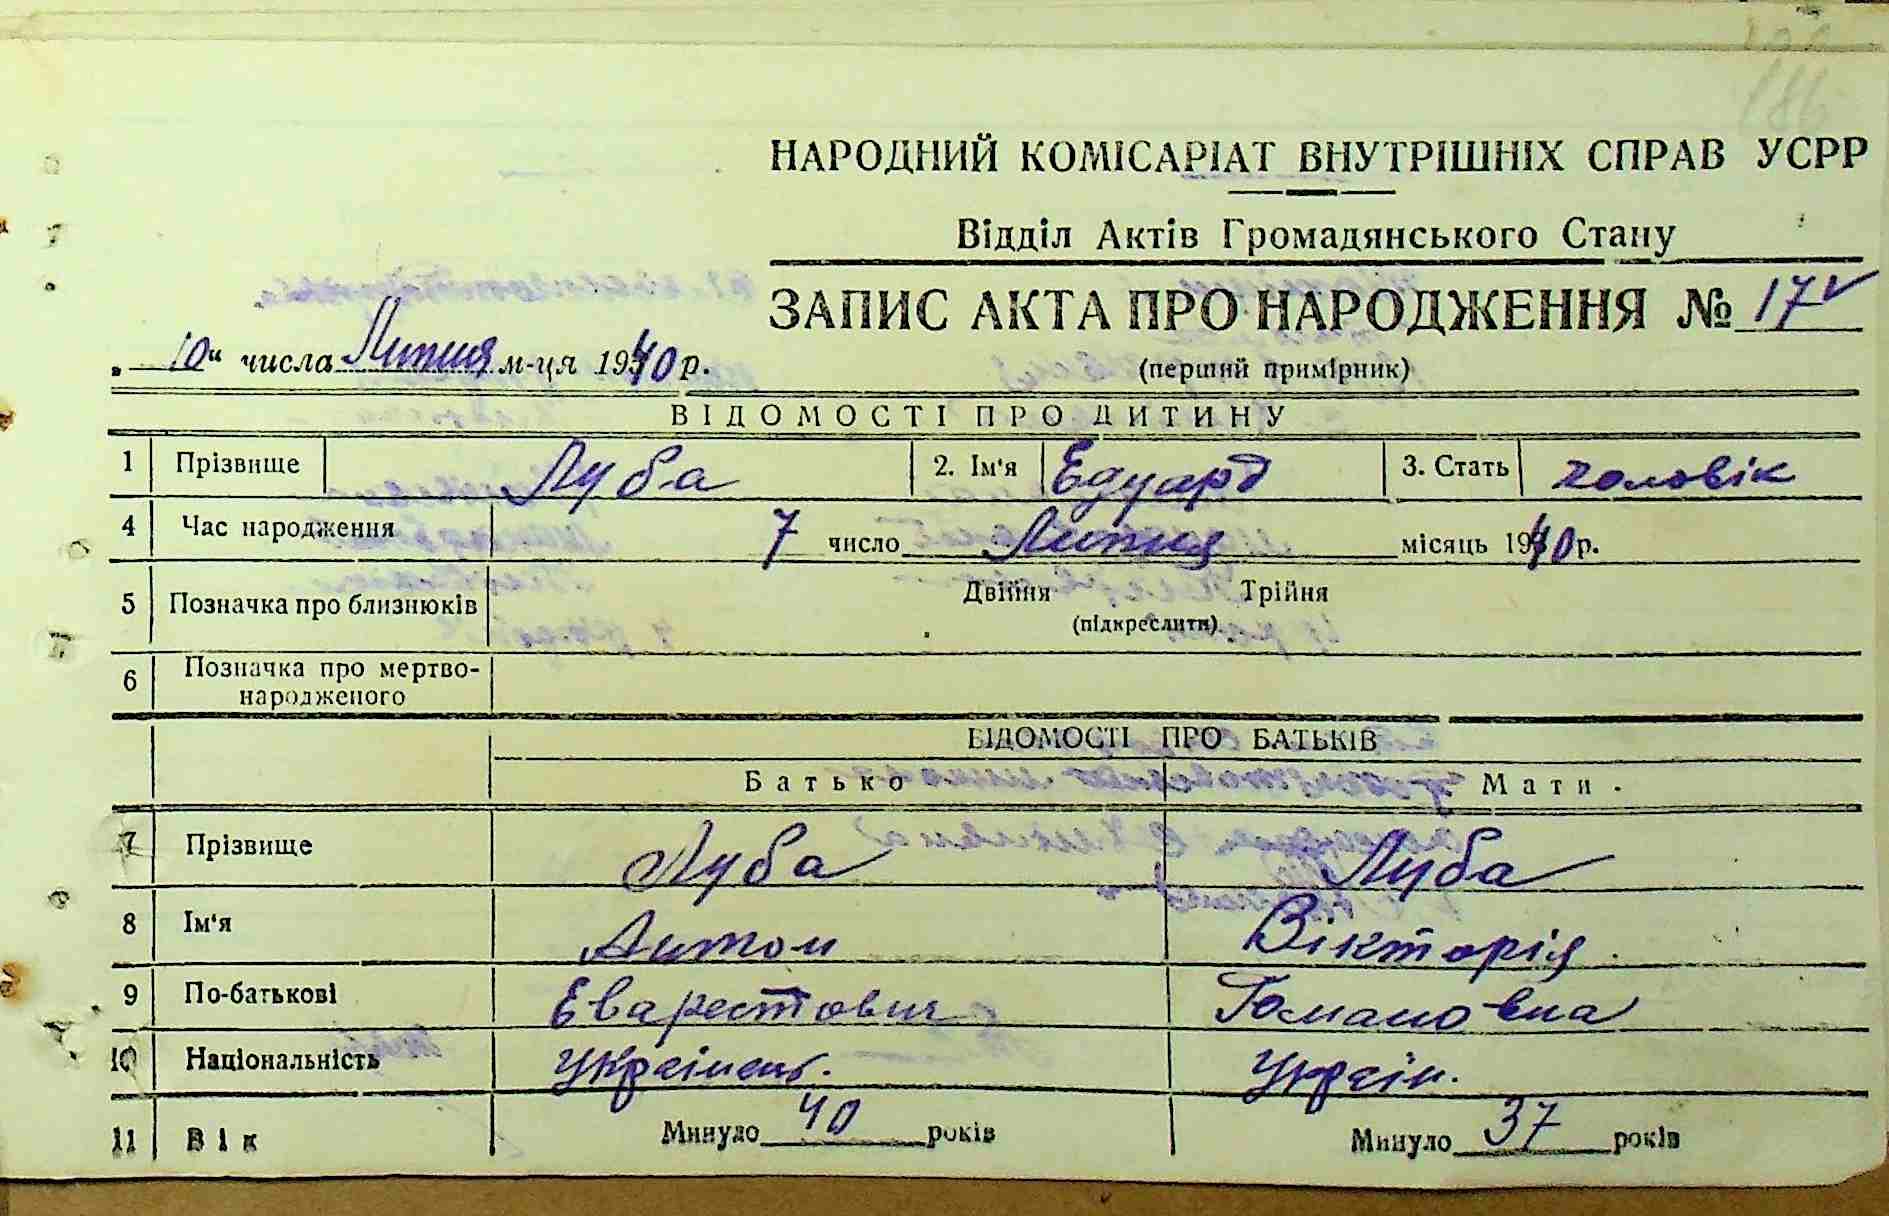 186
НАРОДНИЙ КОМІСАРІАТ ВНУТРІШНІХ СПРАВ УСРР
Відділ Актів Громадянського Стану
ЗАПИС АКТА ПРО НАРОДЖЕННЯ № 17
„10“ числа Липня м-ця 1940 р.
(перший примірник)
ВІДОМОСТІ ПРО ДИТИНУ
1 Прізвище Луба 2. Ім'я Едуард 3. Стать чоловік
4 Час народження 7 число Липня місяць 1940 р.
5 Позначка про близнюків Двійня Трійня
(підкреслити)
6 Позначка про мертво-
народженого
ВІДОМОСТІ ПРО БАТЬКІВ
Батько Мати
7 Прізвище Луба Луба
8 Ім'я Антон Вікторія
9 По-батькові Еварестович Романовна
10 Національність Українець. Україн.
11 Вік Минуло 40 років Минуло 37 років